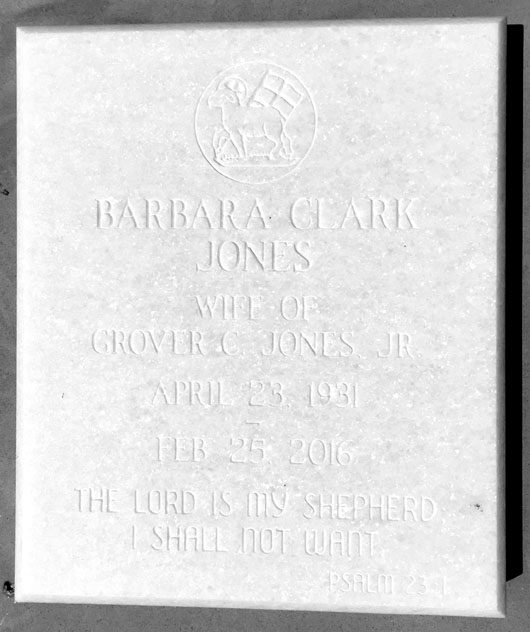 BARBARA CLARK
JONES
WIFE OF
GROVER C. JONES, JR.
APRIL 23, 1931
–
FEB. 25, 2016
THE LORD IS MY SHEPHERD
I SHALL NOT WANT.
PSALM 23:1